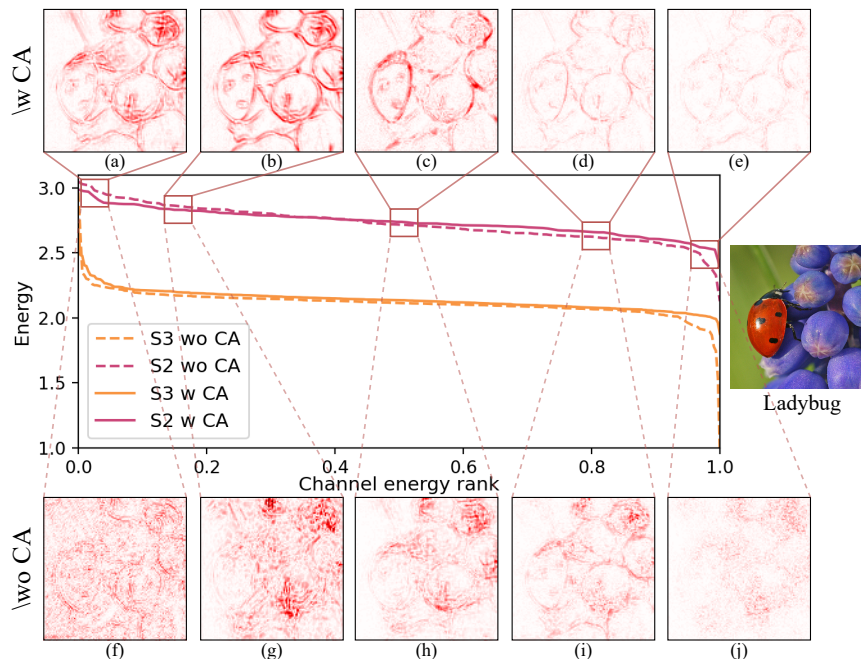 \w CA
(a) (b) (c) (d) (e)
3.0
2.5
2.0
1.5
1.0
Energy
S3 wo CA
S2 wo CA
S3 w CA
S2 w CA
0.0 0.2 0.4 0.6 0.8 1.0
Channel energy rank
Ladybug
\wo CA
(f) (g) (h) (i) (j)